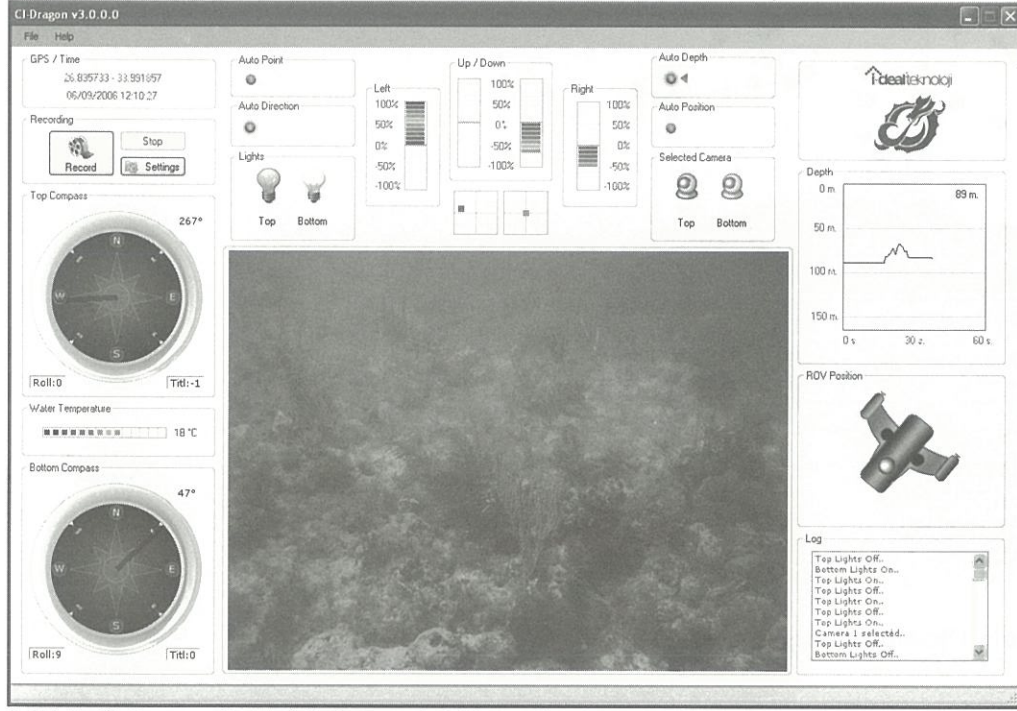 CI-Dragon v3.0.0.0
File Help
GPS / Time
26.835733 - 33.991857
06/09/2006 12:10:27
Recording
Record
Stop
Settings
Top Compass
267°
N
W E
S
Roll:0 Titl:-1
Water Temperature
18 °C
Bottom Compass
47°
N
W E
S
Roll:9 Titl:0
Auto Point
Auto Direction
Lights
Top Bottom
Left
100%
50%
0%
-50%
-100%
Up / Down
100%
50%
0%
-50%
-100%
Right
100%
50%
0%
-50%
-100%
Auto Depth
Auto Position
Selected Camera
Top Bottom
i-dealteknoloji
Depth
0 m.
89 m.
50 m.
100 m.
150 m.
0 s. 30 s. 60 s.
ROV Position
Log
Top Lights Off..
Bottom Lights On..
Top Lights On..
Top Lights Off..
Top Lights On..
Top Lights Off..
Top Lights On..
Camera 1 selected..
Top Lights Off..
Bottom Lights Off..